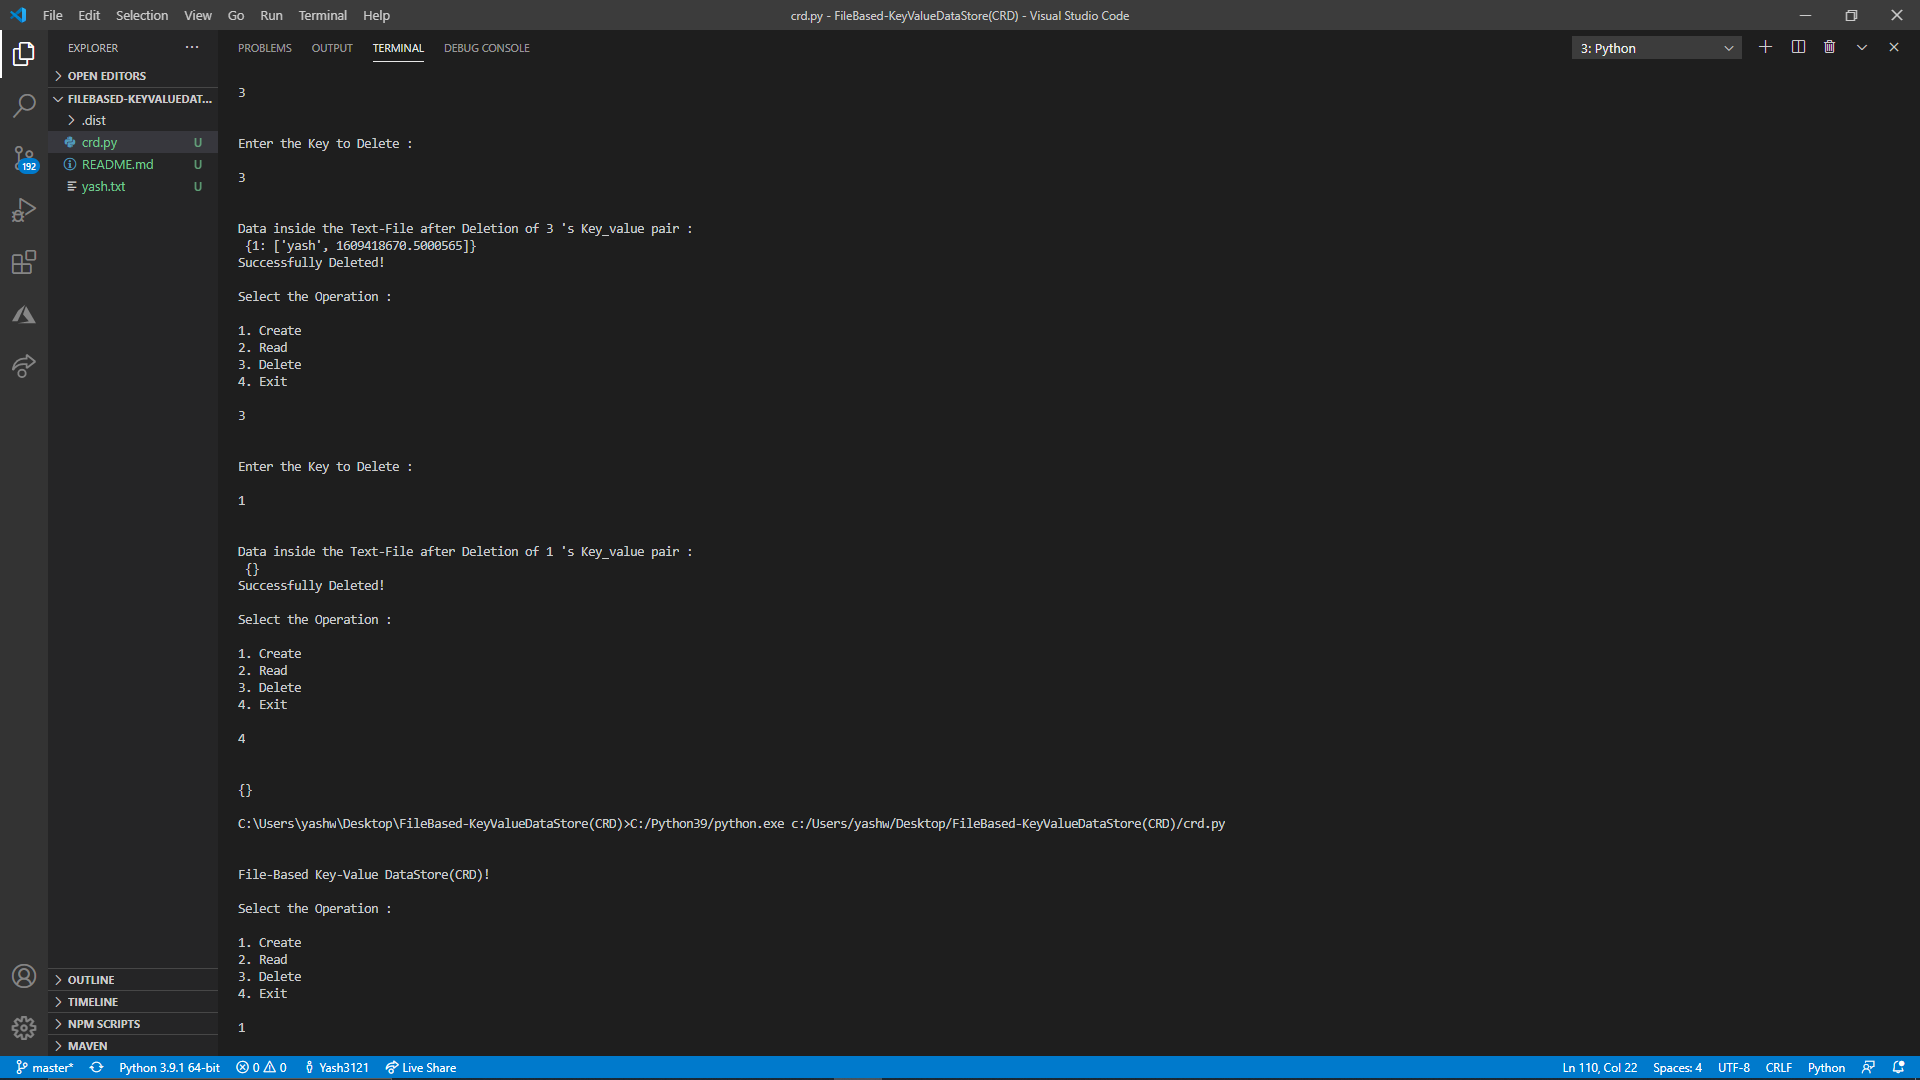 File Edit Selection View Go Run Terminal Help
crd.py - FileBased-KeyValueDataStore(CRD) - Visual Studio Code
EXPLORER
OPEN EDITORS
FILEBASED-KEYVALUEDAT...
.dist
crd.py U
README.md U
yash.txt U
192
OUTLINE
TIMELINE
NPM SCRIPTS
MAVEN
PROBLEMS OUTPUT TERMINAL DEBUG CONSOLE
3: Python
3
Enter the Key to Delete :
3
Data inside the Text-File after Deletion of 3 's Key_value pair :
{1: ['yash', 1609418670.5000565]}
Successfully Deleted!
Select the Operation :
1. Create
2. Read
3. Delete
4. Exit
3
Enter the Key to Delete :
1
Data inside the Text-File after Deletion of 1 's Key_value pair :
{}
Successfully Deleted!
Select the Operation :
1. Create
2. Read
3. Delete
4. Exit
4
{}
C:\Users\yashw\Desktop\FileBased-KeyValueDataStore(CRD)>C:/Python39/python.exe c:/Users/yashw/Desktop/FileBased-KeyValueDataStore(CRD)/crd.py
File-Based Key-Value DataStore(CRD)!
Select the Operation :
1. Create
2. Read
3. Delete
4. Exit
1
master* Python 3.9.1 64-bit 0 0 Yash3121 Live Share
Ln 110, Col 22 Spaces: 4 UTF-8 CRLF Python